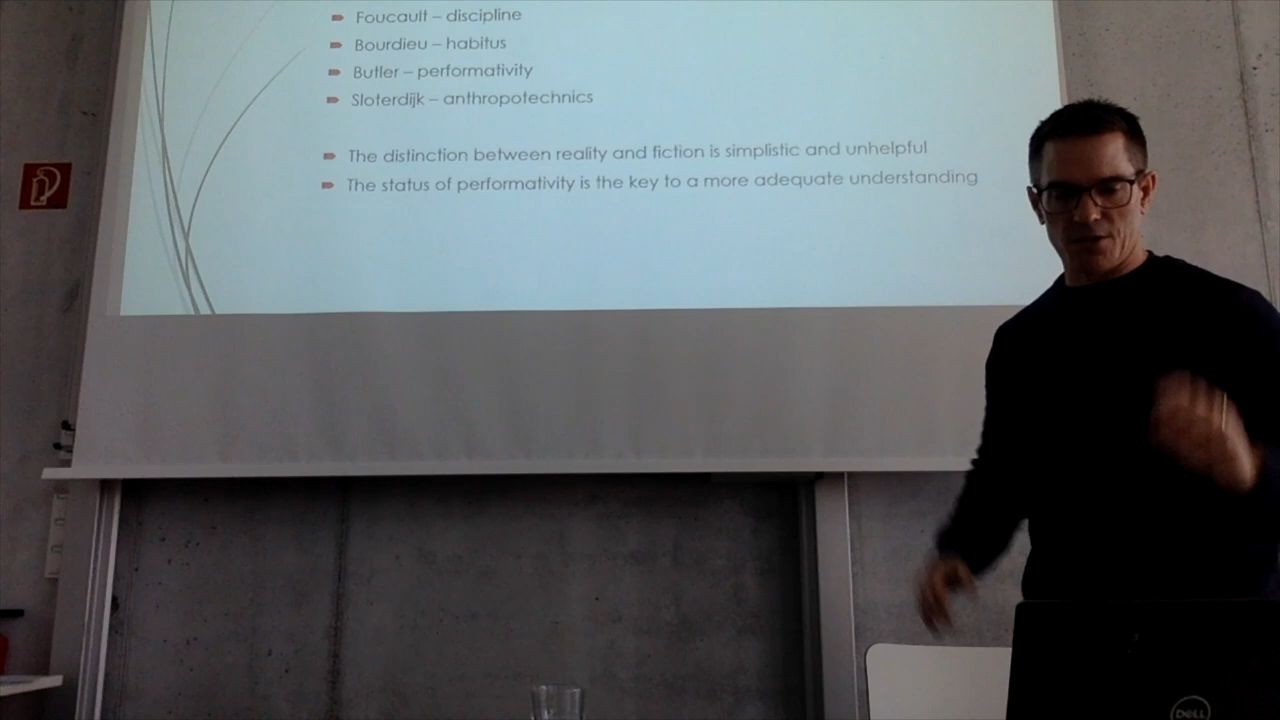 Foucault – discipline
Bourdieu – habitus
Butler – performativity
Sloterdijk – anthropotechnics
The distinction between reality and fiction is simplistic and unhelpful
The status of performativity is the key to a more adequate understanding
DELL